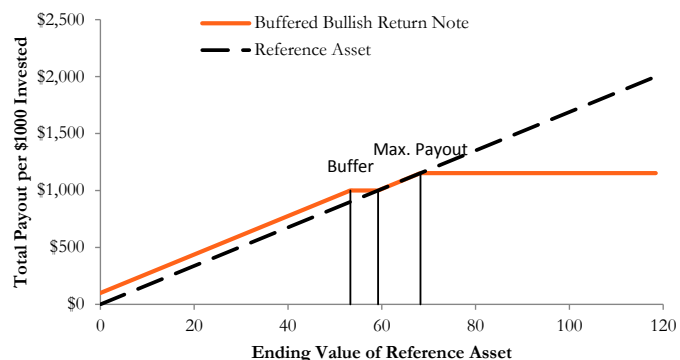 $2,500
Buffered Bullish Return Note
Reference Asset
$2,000
$1,500
Max. Payout
Buffer
$1,000
$500
$0
Total Payout per $1000 Invested
0 20 40 60 80 100 120
Ending Value of Reference Asset